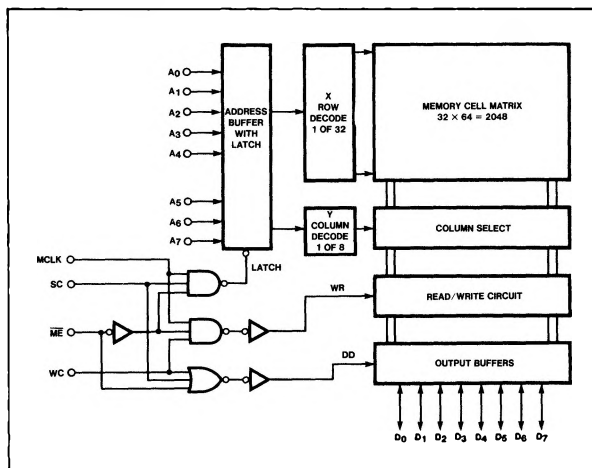 A0
A1
A2
A3
A4
A5
A6
A7
ADDRESS
BUFFER
WITH
LATCH
X
ROW
DECODE
1 OF 32
MEMORY CELL MATRIX
32 × 64 = 2048
Y
COLUMN
DECODE
1 OF 8
COLUMN SELECT
MCLK
LATCH
SC
WR
READ/WRITE CIRCUIT
ME
WC
DD
OUTPUT BUFFERS
D0 D1 D2 D3 D4 D5 D6 D7